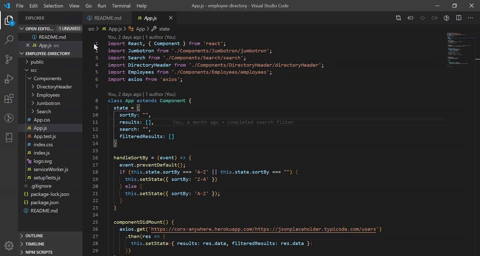 File Edit Selection View Go Run Terminal Help
App.js - employee-directory - Visual Studio Code
EXPLORER
README.md
App.js
OPEN EDITO... 1 UNSAVED
README.md
App.js src
EMPLOYEE-DIRECTORY
public
src
Components
DirectoryHeader
Employees
Jumbotron
Search
App.css
App.js
App.test.js
index.css
index.js
logo.svg
serviceWorker.js
setupTests.js
.gitignore
package-lock.json
package.json
README.md
OUTLINE
TIMELINE
NPM SCRIPTS
src > App.js > App > state
You, 2 days ago | 1 author (You)
import React, { Component } from 'react';
import Jumbotron from './Components/Jumbotron/jumbotron';
import Search from './Components/Search/search';
import DirectoryHeader from './Components/DirectoryHeader/directoryHeader';
import Employees from './Components/Employees/employees';
import axios from 'axios';
You, 2 days ago | 1 author (You)
class App extends Component {
state = {
sortBy: "",
results: [], You, a month ago • completed search filter
search: "",
filteredResults: []
}
handleSortBy = (event) => {
event.preventDefault();
if (this.state.sortBy === "A-Z" || this.state.sortBy === "") {
this.setState({ sortBy: "Z-A" })
} else {
this.setState({ sortBy: "A-Z" });
}
}
componentDidMount() {
axios.get('https://cors-anywhere.herokuapp.com/https://jsonplaceholder.typicode.com/users')
.then(res => {
this.setState({ results: res.data, filteredResults: res.data });
})